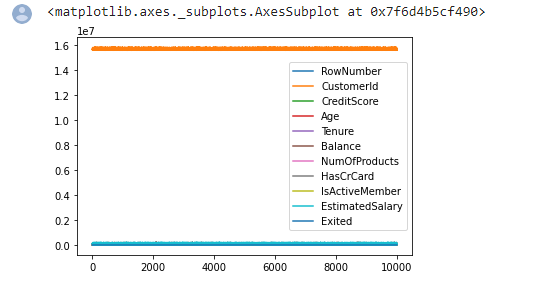 <matplotlib.axes._subplots.AxesSubplot at 0x7f6d4b5cf490>
1e7
1.6
1.4
1.2
1.0
0.8
0.6
0.4
0.2
0.0
RowNumber
CustomerId
CreditScore
Age
Tenure
Balance
NumOfProducts
HasCrCard
IsActiveMember
EstimatedSalary
Exited
0 2000 4000 6000 8000 10000